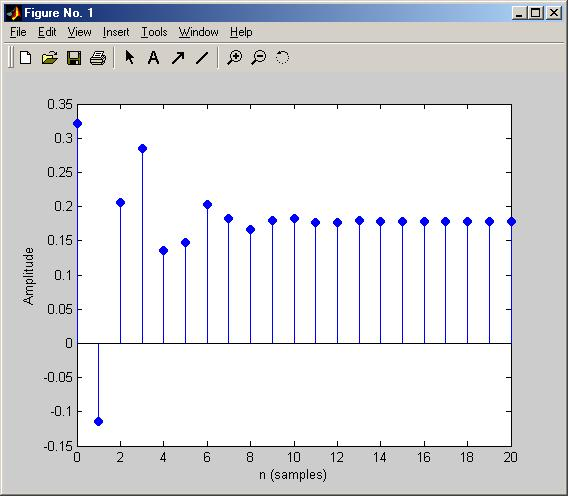 Figure No. 1
File Edit View Insert Tools Window Help
A
0.35
0.3
0.25
0.2
0.15
0.1
0.05
0
-0.05
-0.1
-0.15
Amplitude
0 2 4 6 8 10 12 14 16 18 20
n (samples)